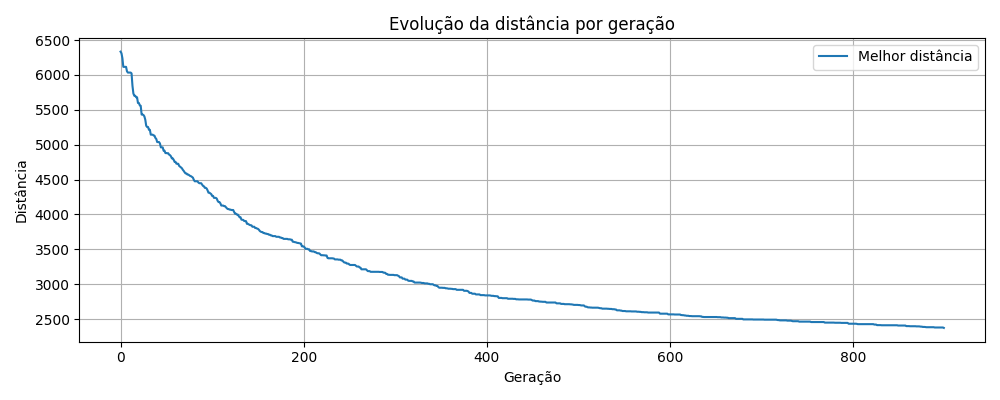 Evolução da distância por geração
Melhor distância
6500
6000
5500
5000
4500
4000
3500
3000
2500
Distância
0 200 400 600 800
Geração